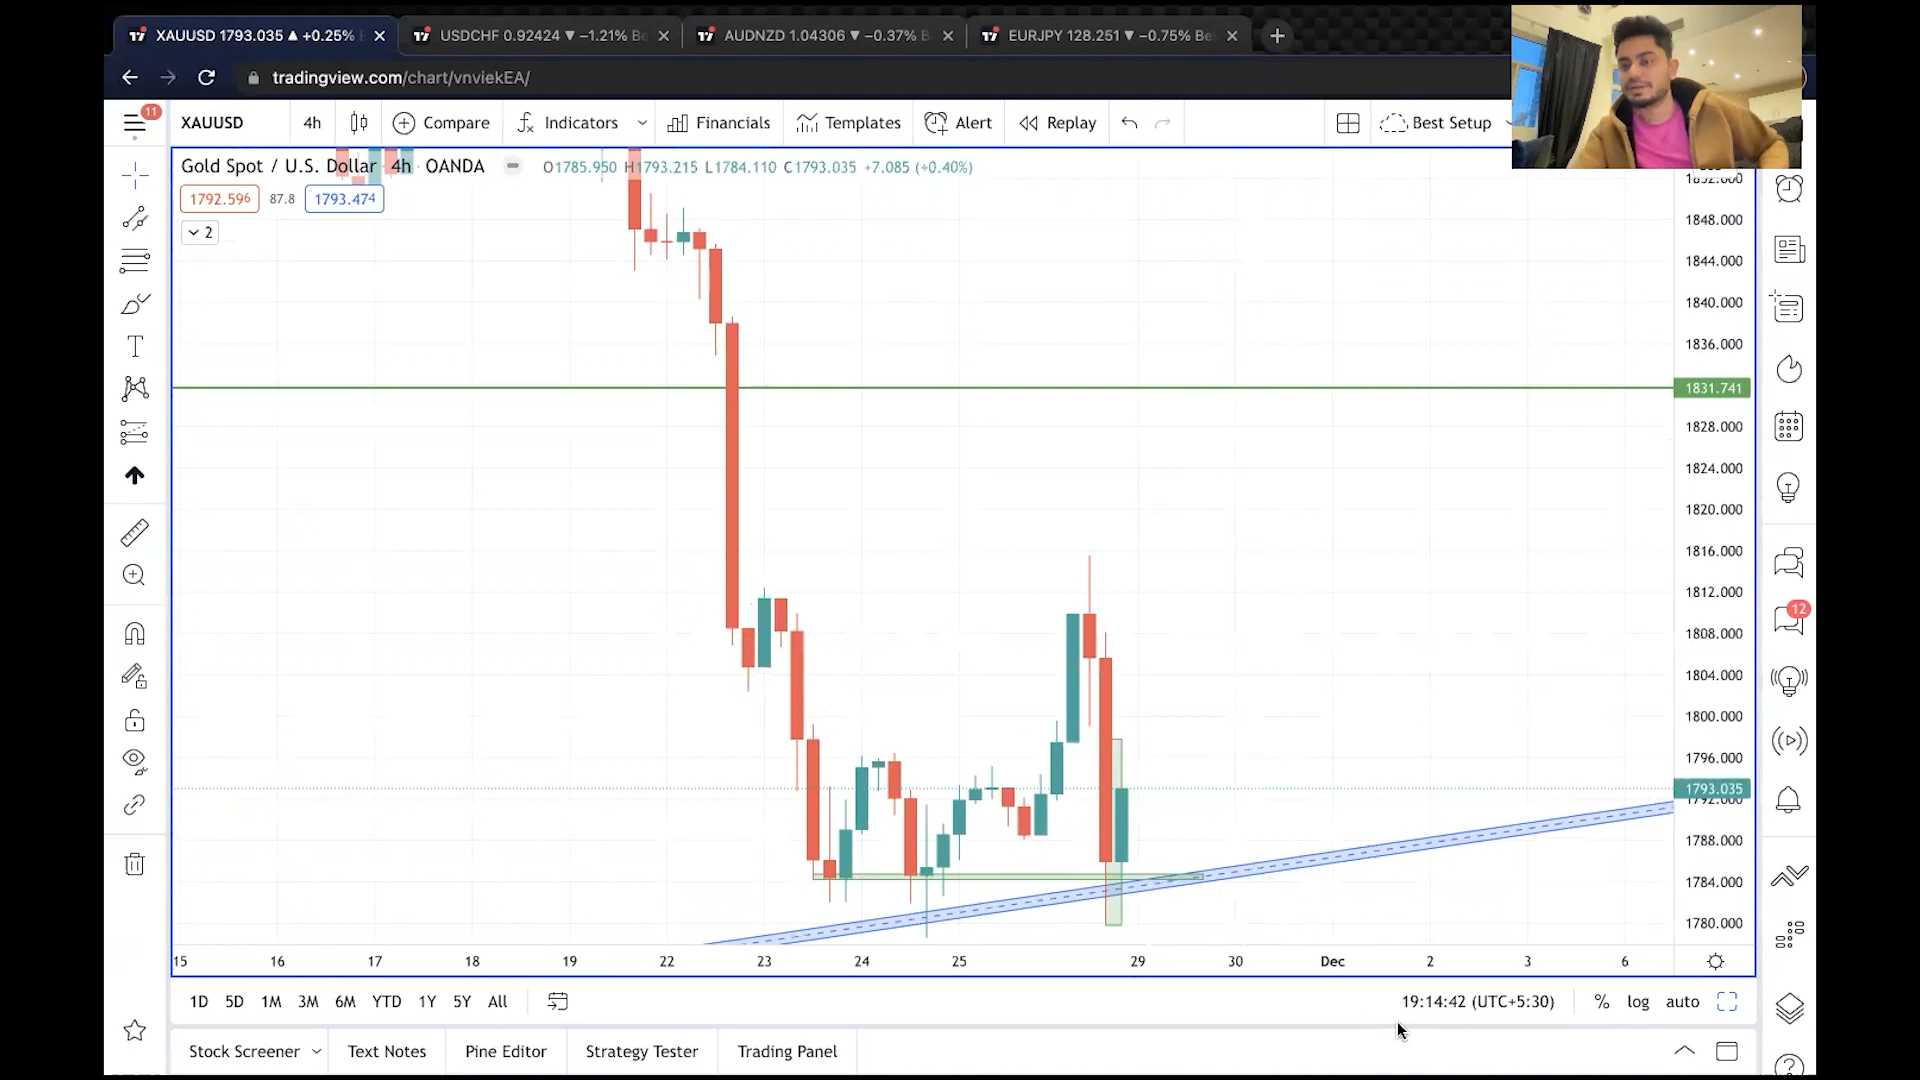 XAUUSD 1793.035 ▲ +0.25%
USDCHF 0.92424 ▼ −1.21% Be
AUDNZD 1.04306 ▼ −0.37% B
EURJPY 128.251 ▼ −0.75% Be
tradingview.com/chart/vnviekEA/
11
XAUUSD 4h Compare Indicators Financials Templates Alert Replay Best Setup
Gold Spot / U.S. Dollar 4h · OANDA O1785.950 H1793.215 L1784.110 C1793.035 +7.085 (+0.40%)
1792.596 87.8 1793.474
2
1852.000
1848.000
1844.000
1840.000
1836.000
1831.741
1828.000
1824.000
1820.000
1816.000
1812.000
1808.000
1804.000
1800.000
1796.000
1793.035
1792.000
1788.000
1784.000
1780.000
12
15 16 17 18 19 22 23 24 25 29 30 Dec 2 3 6
1D 5D 1M 3M 6M YTD 1Y 5Y All 19:14:42 (UTC+5:30) % log auto
Stock Screener Text Notes Pine Editor Strategy Tester Trading Panel